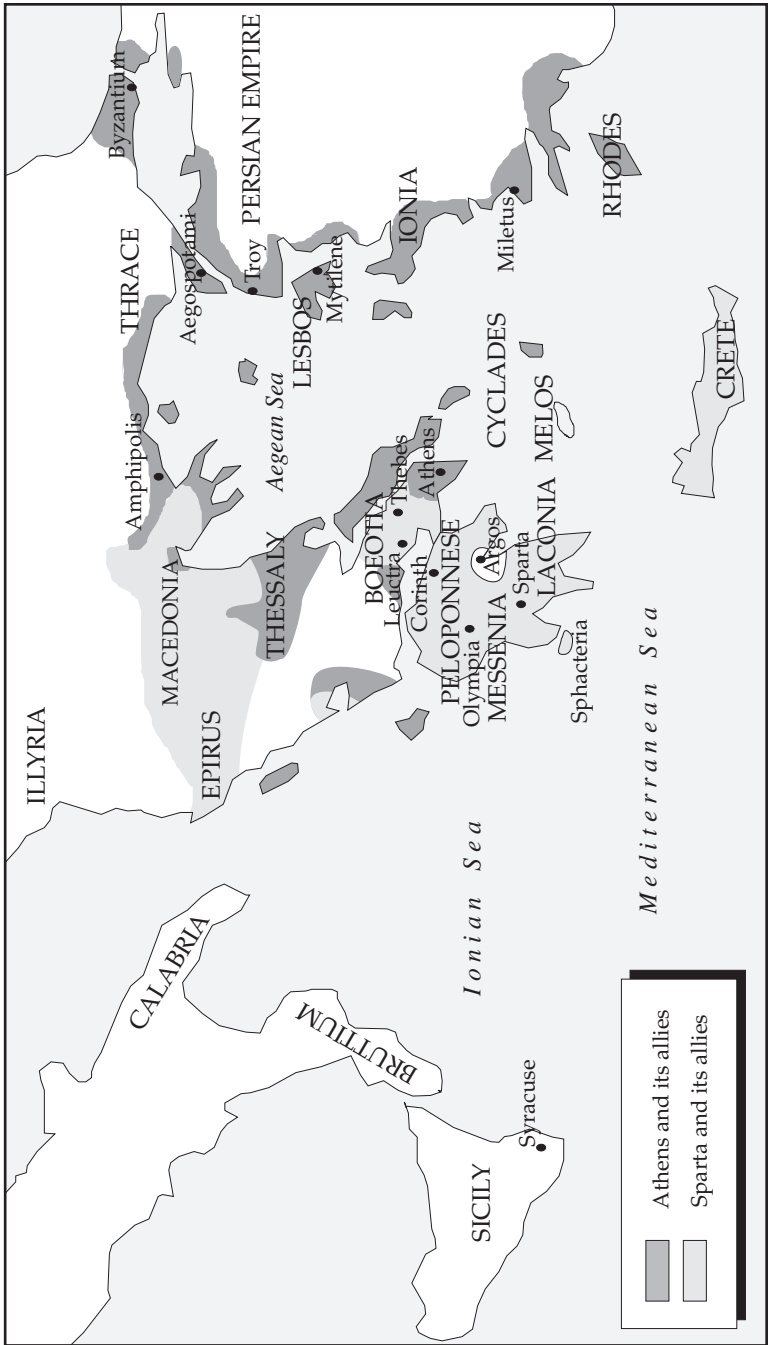 ILLYRIA
THRACE
Byzantium
MACEDONIA
Amphipolis
Aegospotami
CALABRIA
EPIRUS
THESSALY
Aegean Sea
Troy
PERSIAN EMPIRE
LESBOS
Mytilene
BRUTTIUM
BOEOTIA
Leuctra
Thebes
Corinth
Athens
IONIA
Ionian Sea
PELOPONNESE
Olympia
Argos
MESSENIA
CYCLADES
Miletus
SICILY
Syracuse
Sparta
LACONIA
MELOS
Sphacteria
RHODES
Mediterranean Sea
CRETE
Athens and its allies
Sparta and its allies